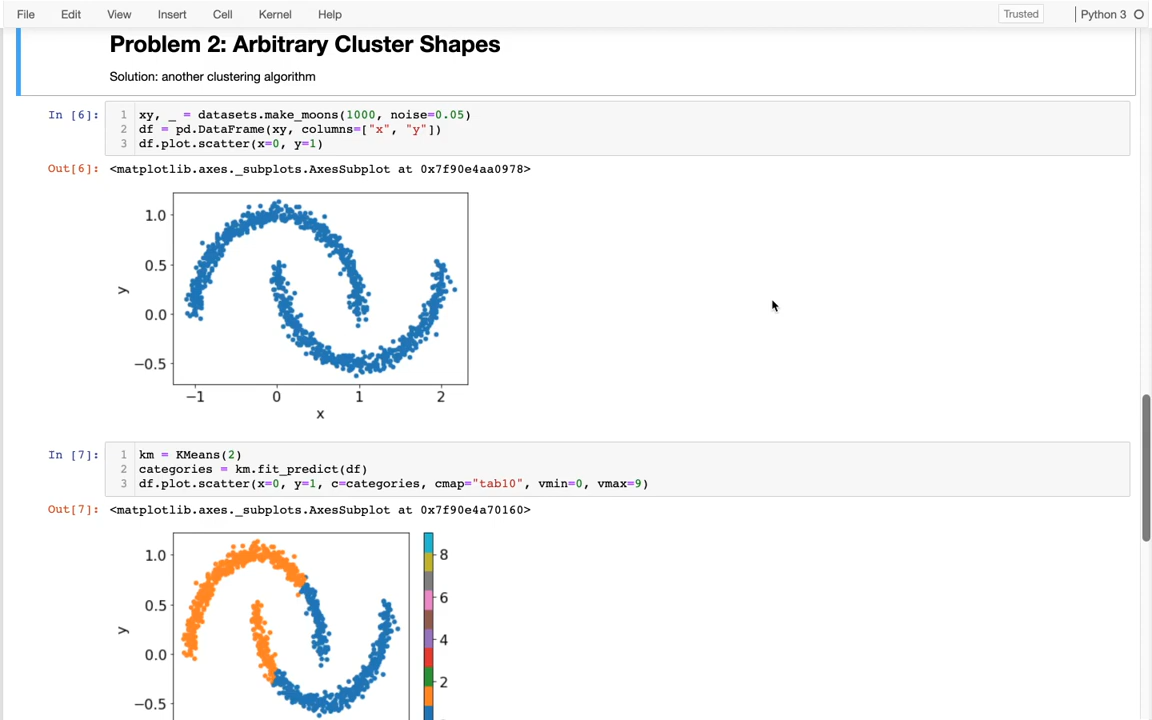 File Edit View Insert Cell Kernel Help Trusted Python 3
Problem 2: Arbitrary Cluster Shapes
Solution: another clustering algorithm
In [6]:
1 xy, _ = datasets.make_moons(1000, noise=0.05)
2 df = pd.DataFrame(xy, columns=["x", "y"])
3 df.plot.scatter(x=0, y=1)
Out[6]: <matplotlib.axes._subplots.AxesSubplot at 0x7f90e4aa0978>
1.0
0.5
y
0.0
−0.5
−1 0 1 2
x
In [7]:
1 km = KMeans(2)
2 categories = km.fit_predict(df)
3 df.plot.scatter(x=0, y=1, c=categories, cmap="tab10", vmin=0, vmax=9)
Out[7]: <matplotlib.axes._subplots.AxesSubplot at 0x7f90e4a70160>
1.0 8
0.5 6
y
0.0 4
2
−0.5